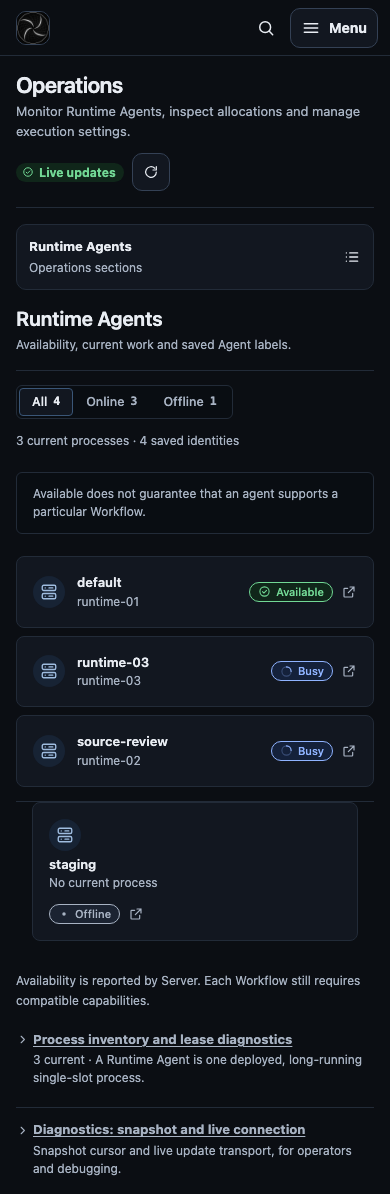 Menu
Operations
Monitor Runtime Agents, inspect allocations and manage
execution settings.
Live updates
Runtime Agents
Operations sections
Runtime Agents
Availability, current work and saved Agent labels.
All 4 Online 3 Offline 1
3 current processes · 4 saved identities
Available does not guarantee that an agent supports a
particular Workflow.
default
runtime-01
Available
runtime-03
runtime-03
Busy
source-review
runtime-02
Busy
staging
No current process
Offline
Availability is reported by Server. Each Workflow still requires
compatible capabilities.
Process inventory and lease diagnostics
3 current · A Runtime Agent is one deployed, long-running
single-slot process.
Diagnostics: snapshot and live connection
Snapshot cursor and live update transport, for operators
and debugging.